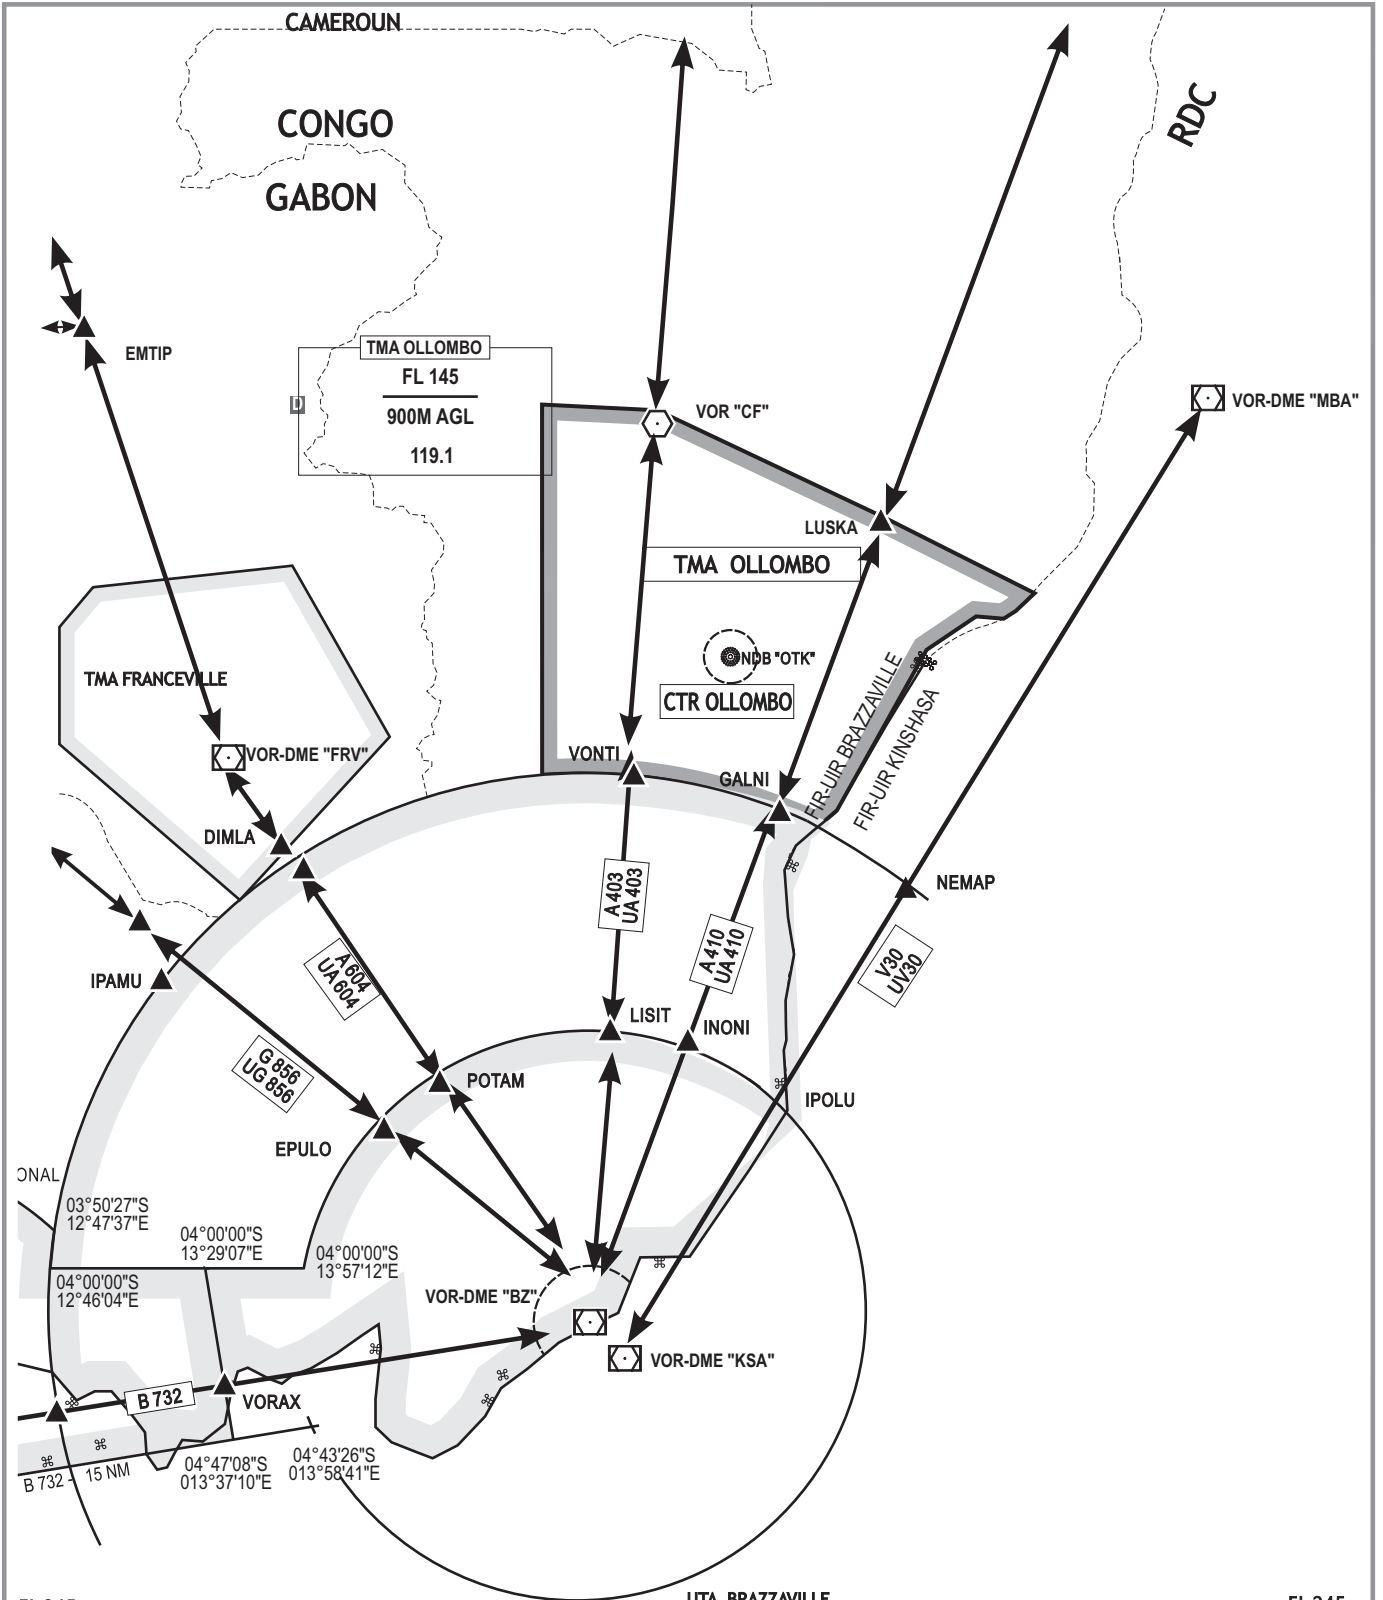 CAMEROUN
CONGO
GABON
RDC
EMTIP
TMA OLLOMBO
FL 145
900M AGL
119.1
D
VOR "CF"
VOR-DME "MBA"
LUSKA
TMA OLLOMBO
NDB "OTK"
CTR OLLOMBO
TMA FRANCEVILLE
VOR-DME "FRV"
VONTI
GALNI
FIR-UIR BRAZZAVILLE
FIR-UIR KINSHASA
DIMLA
NEMAP
A 403
UA 403
A 410
UA 410
V30
UV30
IPAMU
A 604
UA 604
LISIT
INONI
G 856
UG 856
POTAM
IPOLU
EPULO
ONAL
03°50'27"S
12°47'37"E
04°00'00"S
13°29'07"E
04°00'00"S
13°57'12"E
04°00'00"S
12°46'04"E
VOR-DME "BZ"
VOR-DME "KSA"
B 732
VORAX
B 732 - 15 NM
04°47'08"S
013°37'10"E
04°43'26"S
013°58'41"E
UTA BRAZZAVILLE